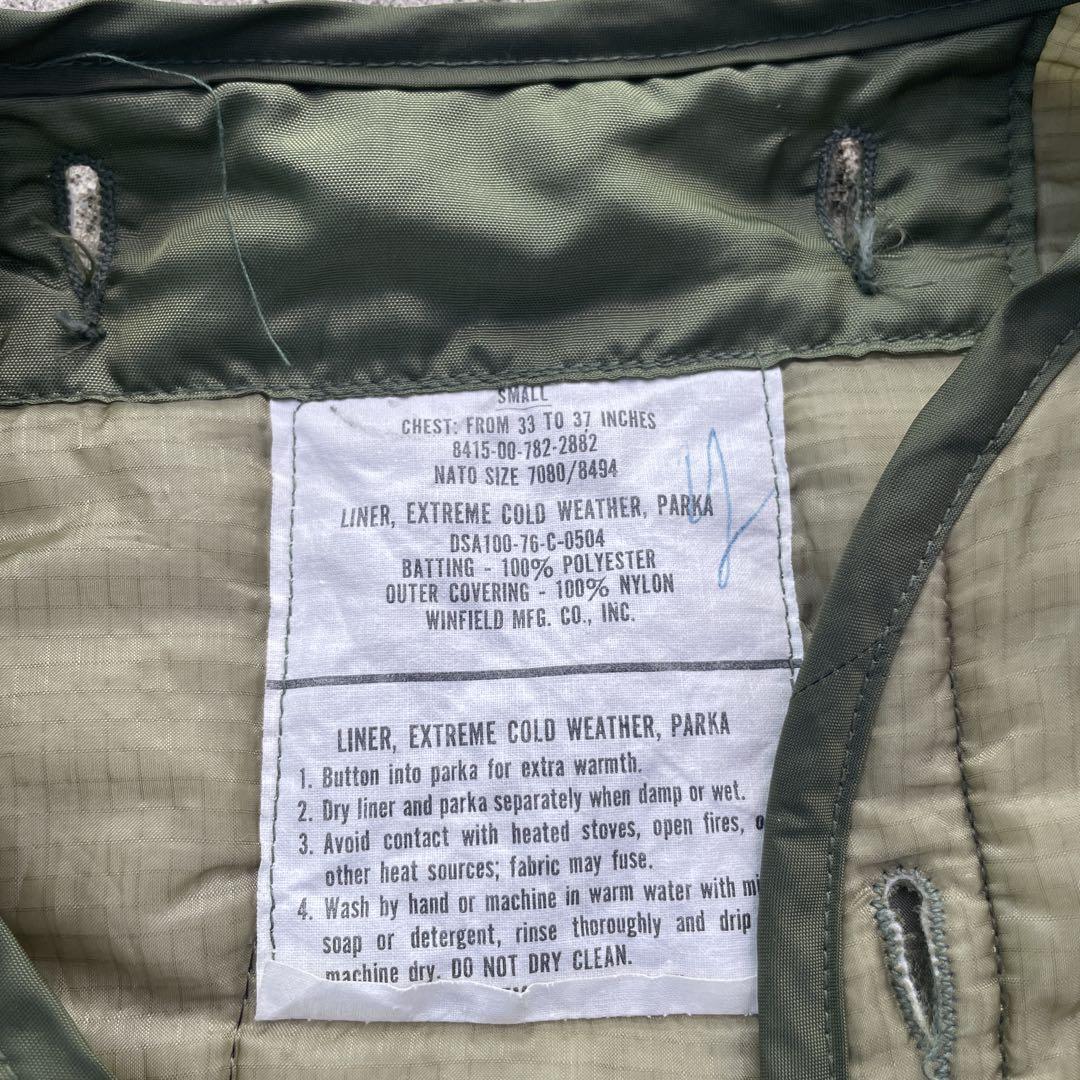 SMALL
CHEST: FROM 33 TO 37 INCHES
8415-00-782-2882
NATO SIZE 7080/8494
LINER, EXTREME COLD WEATHER, PARKA
DSA100-76-C-0504
BATTING - 100% POLYESTER
OUTER COVERING - 100% NYLON
WINFIELD MFG. CO., INC.
LINER, EXTREME COLD WEATHER, PARKA
1. Button into parka for extra warmth.
2. Dry liner and parka separately when damp or wet.
3. Avoid contact with heated stoves, open fires, o
other heat sources; fabric may fuse.
4. Wash by hand or machine in warm water with mi
soap or detergent, rinse thoroughly and drip
machine dry. DO NOT DRY CLEAN.